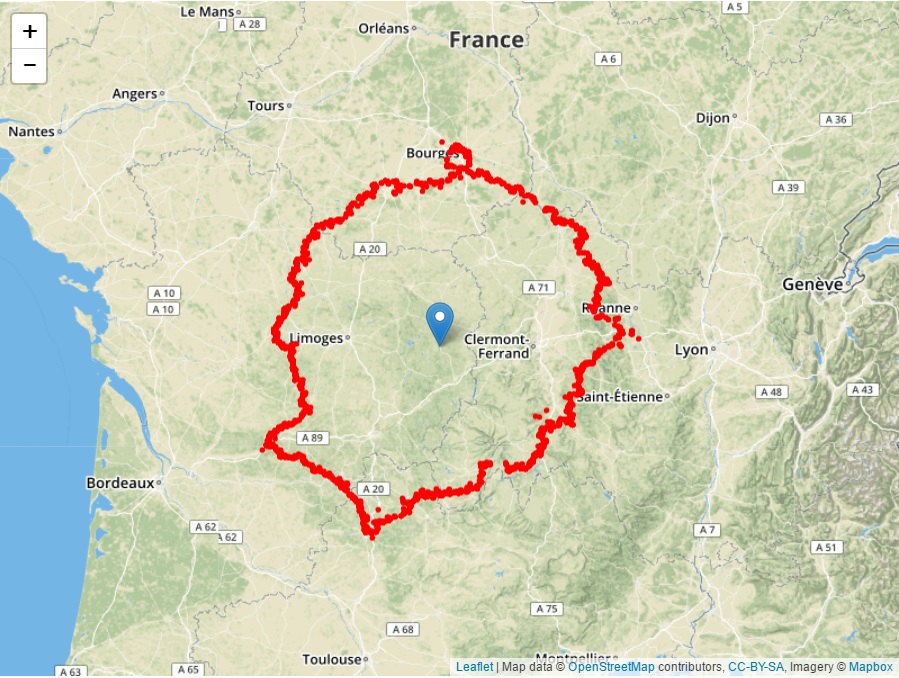 +
−
Le Mans
A 28
A 5
Orléans
France
A 6
Angers
Tours
Dijon
A 36
Nantes
Bourges
A 39
A 20
Genève
A 10
A 10
A 71
Roanne
Limoges
Clermont-
Ferrand
Lyon
A 48
A 43
Saint-Étienne
A 89
Bordeaux
A 20
A 62
A 62
A 7
A 51
A 75
A 68
Toulouse
Montpellier
A 63
A 65
Leaflet | Map data © OpenStreetMap contributors, CC-BY-SA, Imagery © Mapbox